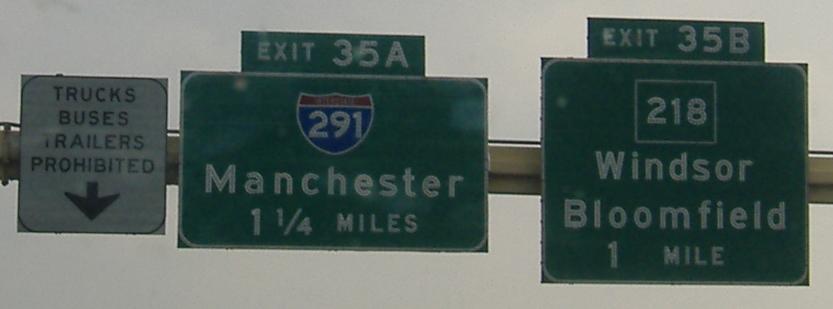 TRUCKS
BUSES
TRAILERS
PROHIBITED
EXIT 35A
INTERSTATE
291
Manchester
1 1/4 MILES
EXIT 35B
218
Windsor
Bloomfield
1 MILE